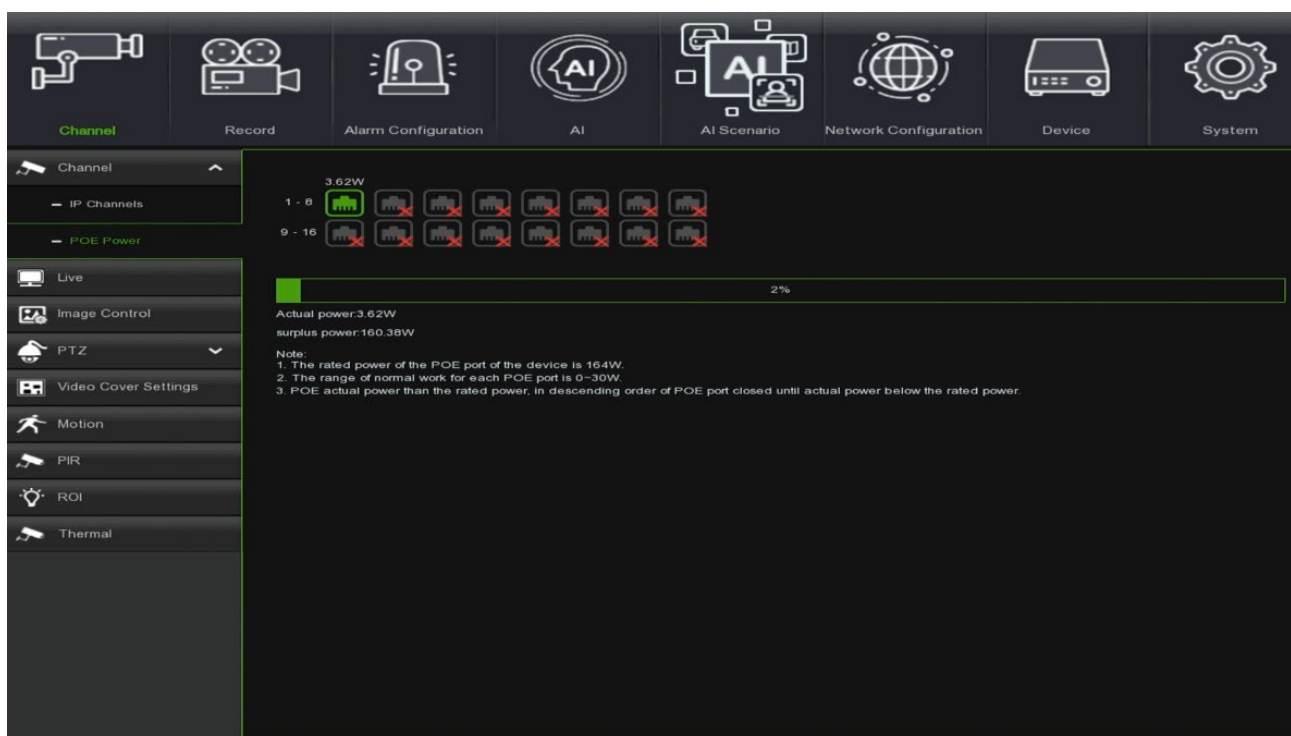 Channel
Record
Alarm Configuration
AI
AI Scenario
Network Configuration
Device
System
Channel
IP Channels
POE Power
Live
Image Control
PTZ
Video Cover Settings
Motion
PIR
ROI
Thermal
3.62W
1 - 8
9 - 16
2%
Actual power:3.62W
surplus power:160.38W
Note:
1. The rated power of the POE port of the device is 164W.
2. The range of normal work for each POE port is 0~30W.
3. POE actual power than the rated power, in descending order of POE port closed until actual power below the rated power.